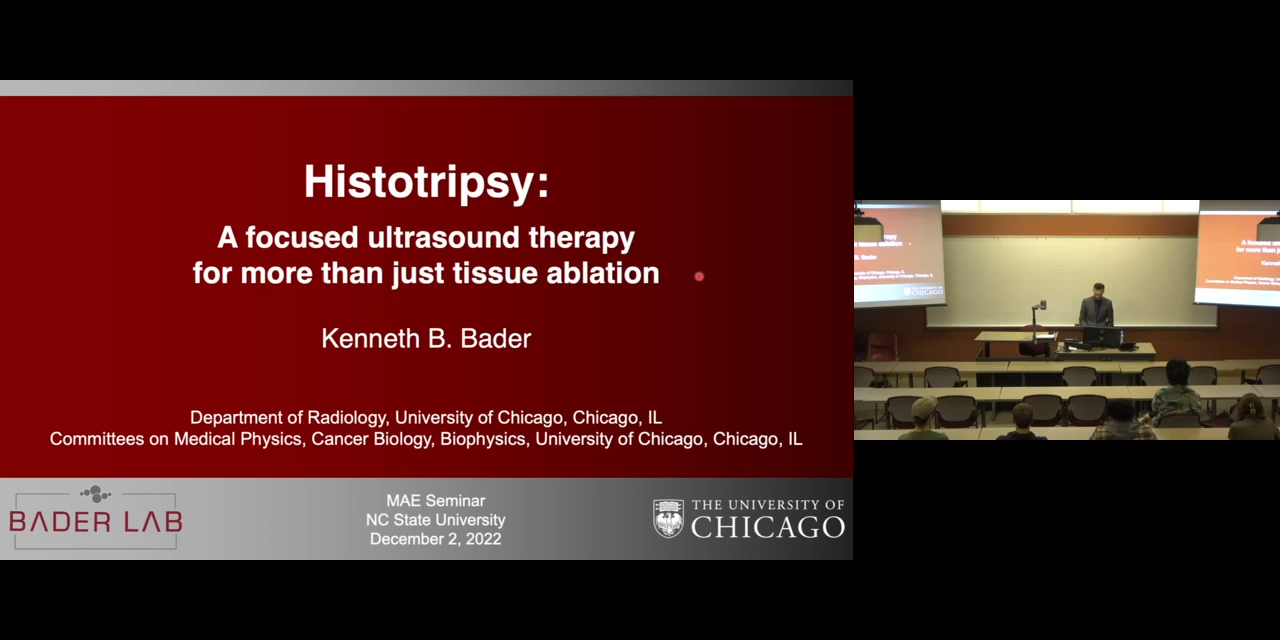 Histotripsy:
A focused ultrasound therapy
for more than just tissue ablation
Kenneth B. Bader
Department of Radiology, University of Chicago, Chicago, IL
Committees on Medical Physics, Cancer Biology, Biophysics, University of Chicago, Chicago, IL
BADER LAB
MAE Seminar
NC State University
December 2, 2022
THE UNIVERSITY OF
CHICAGO
CHICAGO